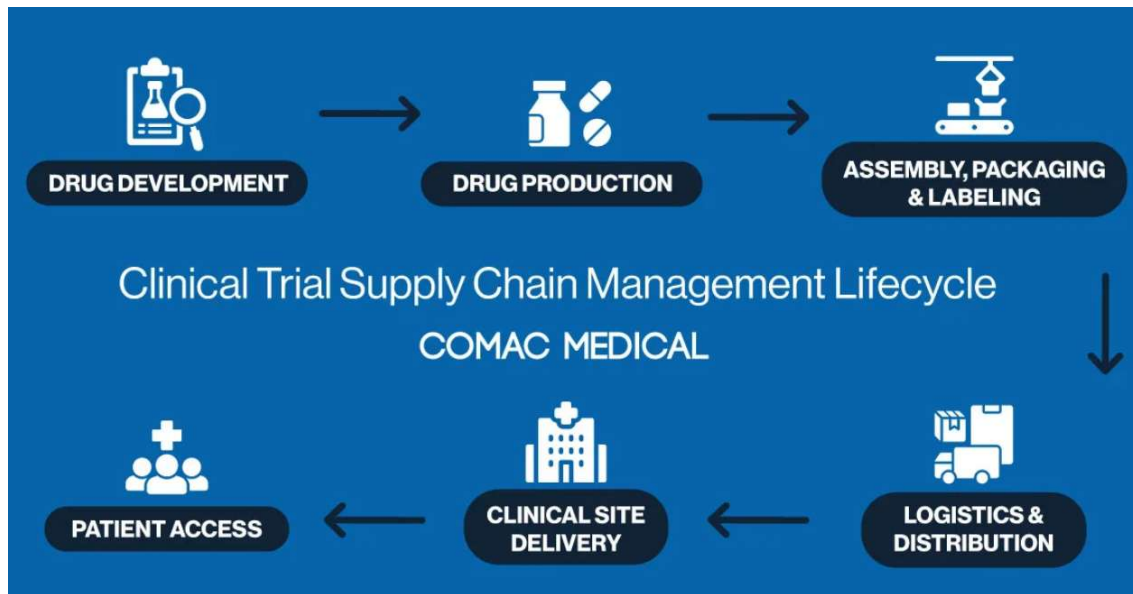 DRUG DEVELOPMENT
DRUG PRODUCTION
ASSEMBLY, PACKAGING
& LABELING
Clinical Trial Supply Chain Management Lifecycle
COMAC MEDICAL
PATIENT ACCESS
CLINICAL SITE
DELIVERY
LOGISTICS &
DISTRIBUTION